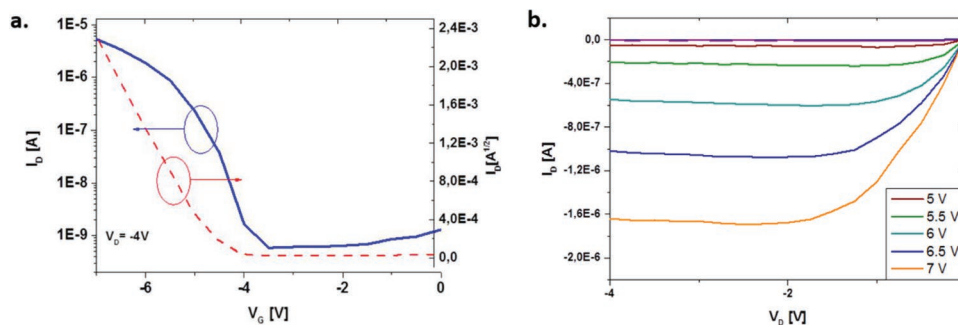 a.
1E-5
1E-6
1E-7
1E-8
1E-9
I_D [A]
V_D= -4V
-6
-4
-2
0
V_G [V]
2,4E-3
2,0E-3
1,6E-3
1,2E-3
8,0E-4
4,0E-4
0,0
I_D[A^1/2]
b.
0,0
-4,0E-7
-8,0E-7
-1,2E-6
-1,6E-6
-2,0E-6
I_D [A]
-4
-2
0
V_D [V]
5 V
5.5 V
6 V
6.5 V
7 V